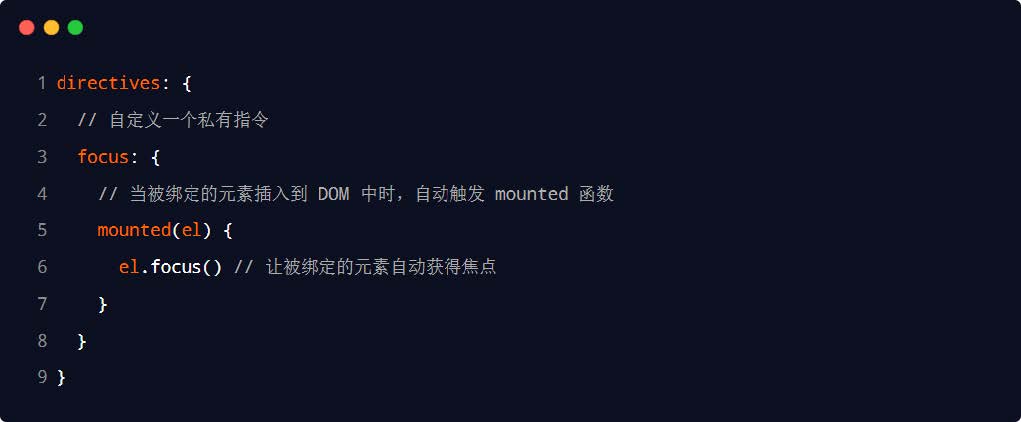 1 directives: {
2   // 自定义一个私有指令
3   focus: {
4     // 当被绑定的元素插入到 DOM 中时，自动触发 mounted 函数
5     mounted(el) {
6       el.focus() // 让被绑定的元素自动获得焦点
7     }
8   }
9 }